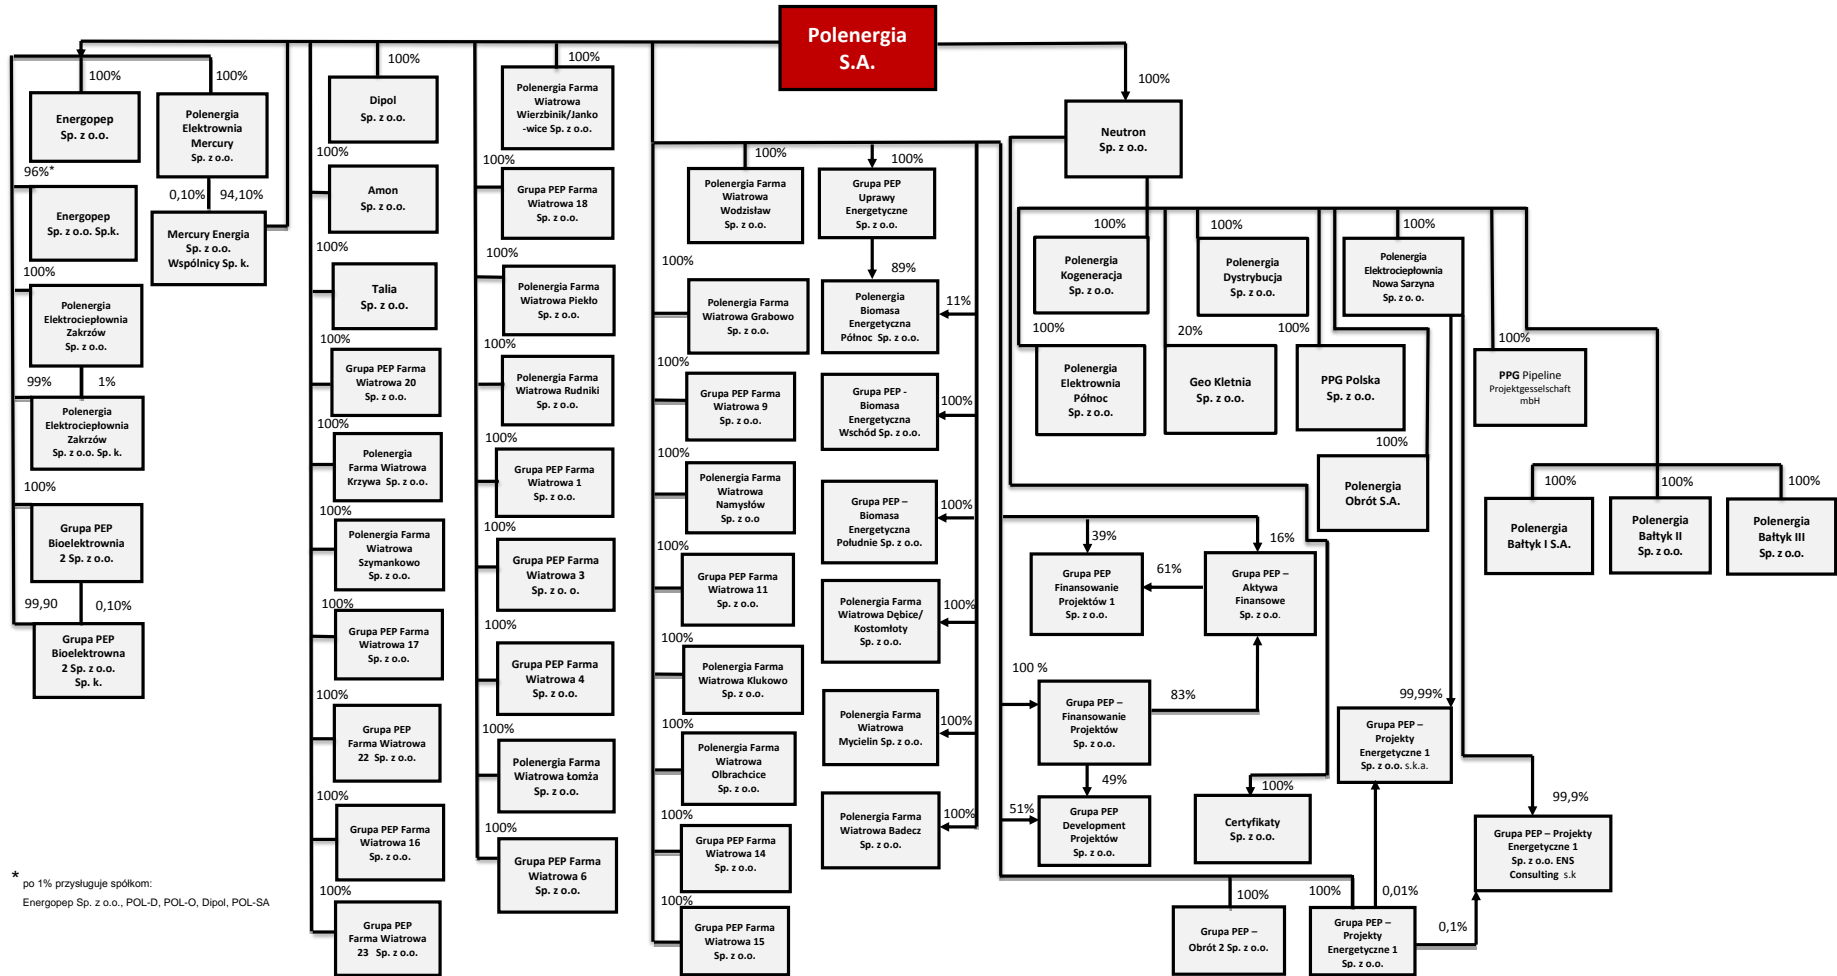 Polenergia
S.A.
100%
100%
Energopep
Sp. z o.o.
Polenergia
Elektrownia
Mercury
Sp. z o.o.
96%*
0,10%
94,10%
Energopep
Sp. z o.o. Sp.k.
Mercury Energia
Sp. z o.o.
Wspólnicy Sp. k.
100%
Polenergia
Elektrociepłownia
Zakrzów
Sp. z o.o.
99%
1%
Polenergia
Elektrociepłownia
Zakrzów
Sp. z o.o. Sp. k.
100%
Grupa PEP
Bioelektrownia
2 Sp. z o.o.
99,90
0,10%
Grupa PEP
Bioelektrowna
2 Sp. z o.o.
Sp. k.
* po 1% przysługuje spółkom:
Energopep Sp. z o.o., POL-D, POL-O, Dipol, POL-SA
100%
Dipol
Sp. z o.o.
100%
Amon
Sp. z o.o.
100%
Talia
Sp. z o.o.
100%
Grupa PEP Farma
Wiatrowa 20
Sp. z o.o.
100%
Polenergia
Farma Wiatrowa
Krzywa Sp. z o.o.
100%
Polenergia Farma
Wiatrowa
Szymankowo
Sp. z o.o.
100%
Grupa PEP Farma
Wiatrowa 17
Sp. z o.o.
100%
Grupa PEP
Farma Wiatrowa
22 Sp. z o.o.
100%
Grupa PEP Farma
Wiatrowa 16
Sp. z o.o.
100%
Grupa PEP
Farma Wiatrowa
23 Sp. z o.o.
100%
Polenergia Farma
Wiatrowa
Wierzbinik/Janko
-wice Sp. z o.o.
100%
Grupa PEP Farma
Wiatrowa 18
Sp. z o.o.
100%
Polenergia Farma
Wiatrowa Piekło
Sp. z o.o.
100%
Polenergia Farma
Wiatrowa Rudniki
Sp. z o.o.
100%
Grupa PEP Farma
Wiatrowa 1
Sp. z o.o.
100%
Grupa PEP Farma
Wiatrowa 3
Sp. z o. o.
100%
Grupa PEP Farma
Wiatrowa 4
Sp. z o.o.
100%
Polenergia Farma
Wiatrowa Łomża
Sp. z o.o.
100%
Grupa PEP Farma
Wiatrowa 6
Sp. z o.o.
100%
Polenergia Farma
Wiatrowa
Wodzisław
Sp. z o.o.
100%
Polenergia Farma
Wiatrowa Grabowo
Sp. z o.o.
100%
Grupa PEP Farma
Wiatrowa 9
Sp. z o.o.
100%
Polenergia Farma
Wiatrowa
Namysłów
Sp. z o.o
100%
Grupa PEP Farma
Wiatrowa 11
Sp. z o.o.
100%
Polenergia Farma
Wiatrowa Klukowo
Sp. z o.o.
100%
Polenergia Farma
Wiatrowa
Olbrachcice
Sp. z o.o.
100%
Grupa PEP Farma
Wiatrowa 14
Sp. z o.o.
100%
Grupa PEP Farma
Wiatrowa 15
Sp. z o.o.
100%
Grupa PEP
Uprawy
Energetyczne
Sp. z o.o.
89%
Polenergia
Biomasa
Energetyczna
Północ Sp. z o.o.
11%
Grupa PEP -
Biomasa
Energetyczna
Wschód Sp. z o.o.
100%
Grupa PEP –
Biomasa
Energetyczna
Południe Sp. z o.o.
100%
Polenergia Farma
Wiatrowa Dębice/
Kostomłoty
Sp. z o.o.
100%
Polenergia Farma
Wiatrowa
Mycielin Sp. z o.o.
100%
Polenergia Farma
Wiatrowa Badecz
Sp. z o.o.
100%
100%
Neutron
Sp. z o.o.
100%
Polenergia
Kogeneracja
Sp. z o.o.
100%
Polenergia
Dystrybucja
Sp. z o.o.
100%
Polenergia
Elektrociepłownia
Nowa Sarzyna
Sp. z o. o.
100%
Polenergia
Elektrownia
Północ
Sp. z o.o.
20%
Geo Kletnia
Sp. z o.o.
100%
PPG Polska
Sp. z o.o.
100%
PPG Pipeline
Projektgesselschaft
mbH
100%
Polenergia
Obrót S.A.
100%
Polenergia
Bałtyk I S.A.
100%
Polenergia
Bałtyk II
Sp. z o.o.
100%
Polenergia
Bałtyk III
Sp. z o.o.
39%
16%
Grupa PEP
Finansowanie
Projektów 1
Sp. z o.o.
61%
Grupa PEP –
Aktywa
Finansowe
Sp. z o.o.
100 %
Grupa PEP –
Finansowanie
Projektów
Sp. z o.o.
83%
49%
51%
Grupa PEP
Development
Projektów
Sp. z o.o.
100%
Certyfikaty
Sp. z o.o.
99,99%
Grupa PEP –
Projekty
Energetyczne 1
Sp. z o.o. s.k.a.
99,9%
Grupa PEP – Projekty
Energetyczne 1
Sp. z o.o. ENS
Consulting s.k
100%
Grupa PEP –
Obrót 2 Sp. z o.o.
100%
0,01%
Grupa PEP –
Projekty
Energetyczne 1
Sp. z o.o.
0,1%